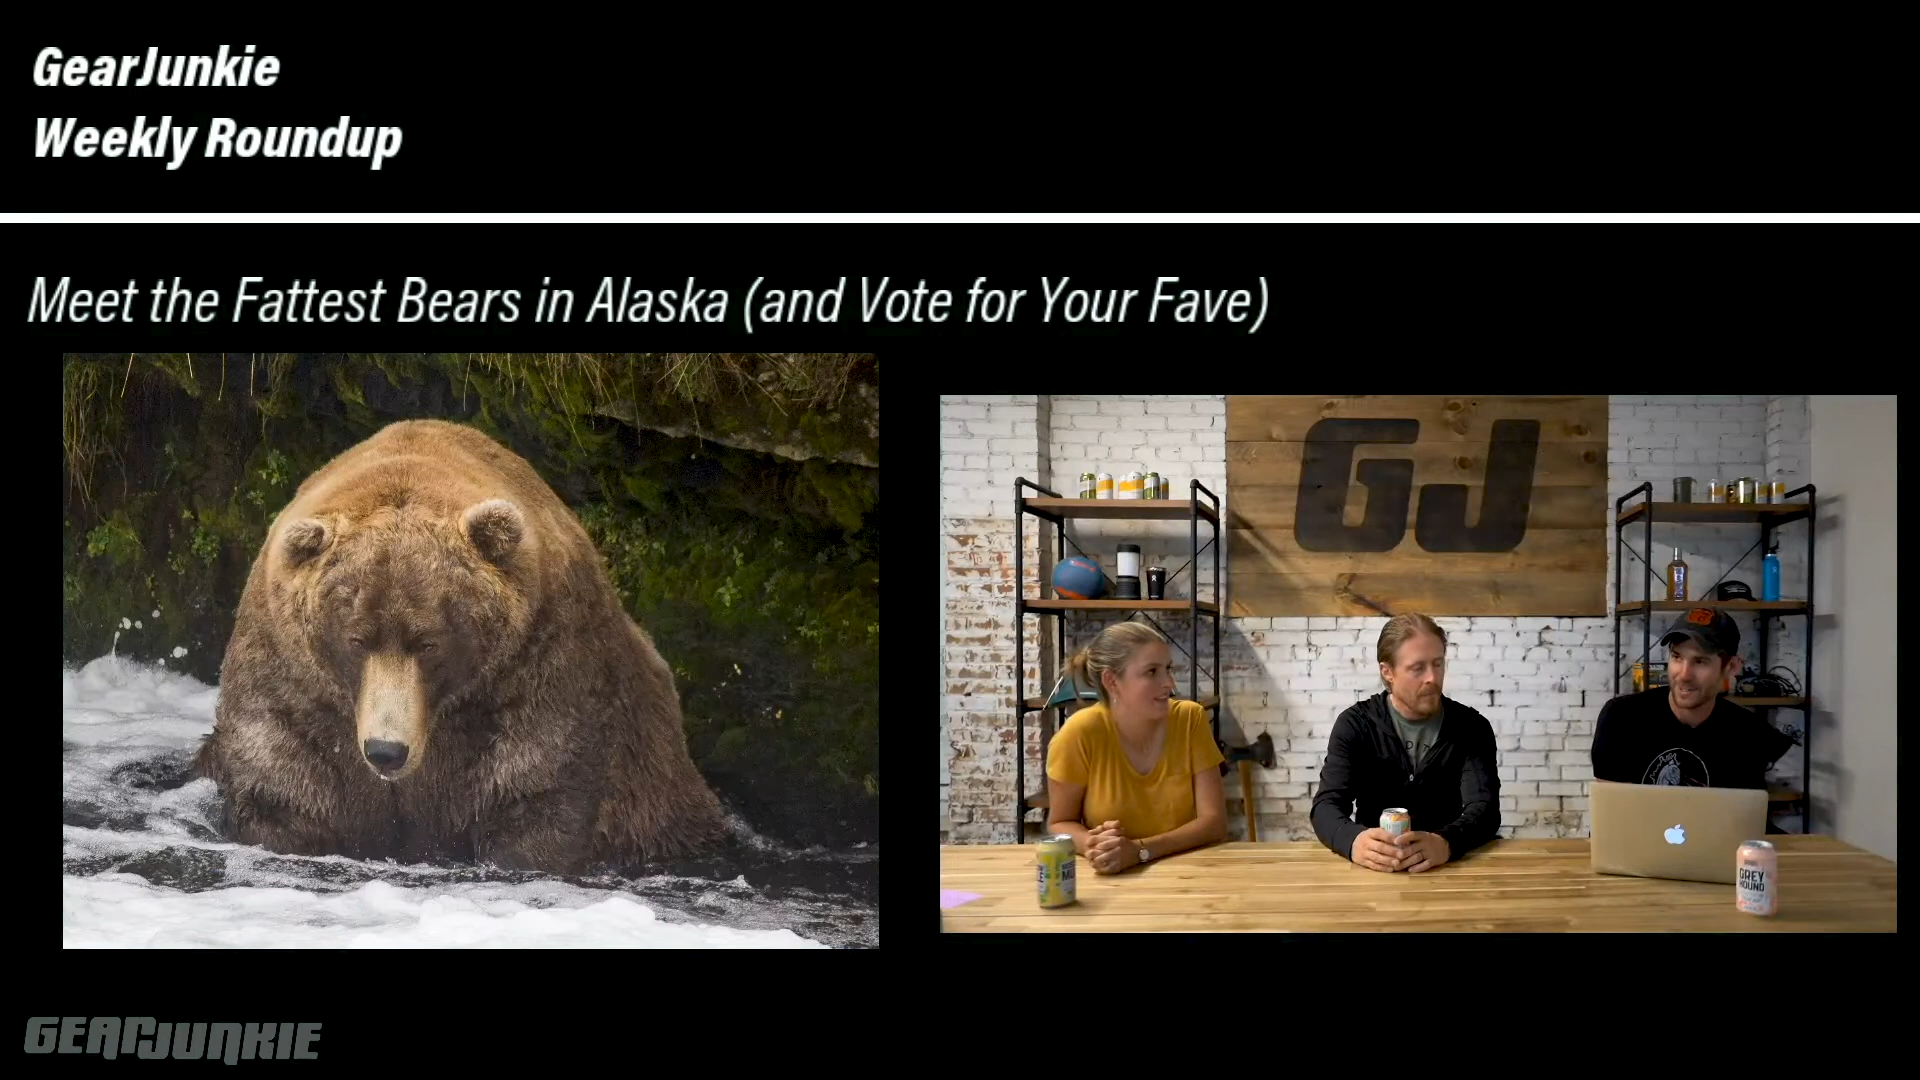 GearJunkie
Weekly Roundup
Meet the Fattest Bears in Alaska (and Vote for Your Fave)
GJ
GREY
HOUND
GEARJUNKIE